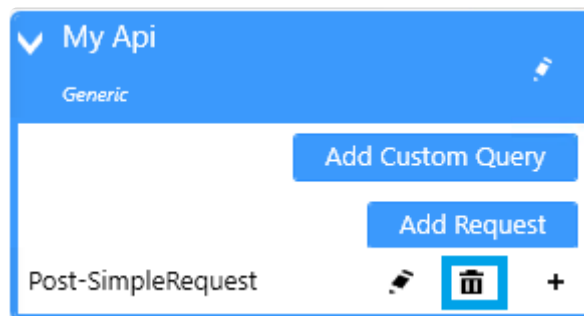 My Api
Generic
Add Custom Query
Add Request
Post-SimpleRequest